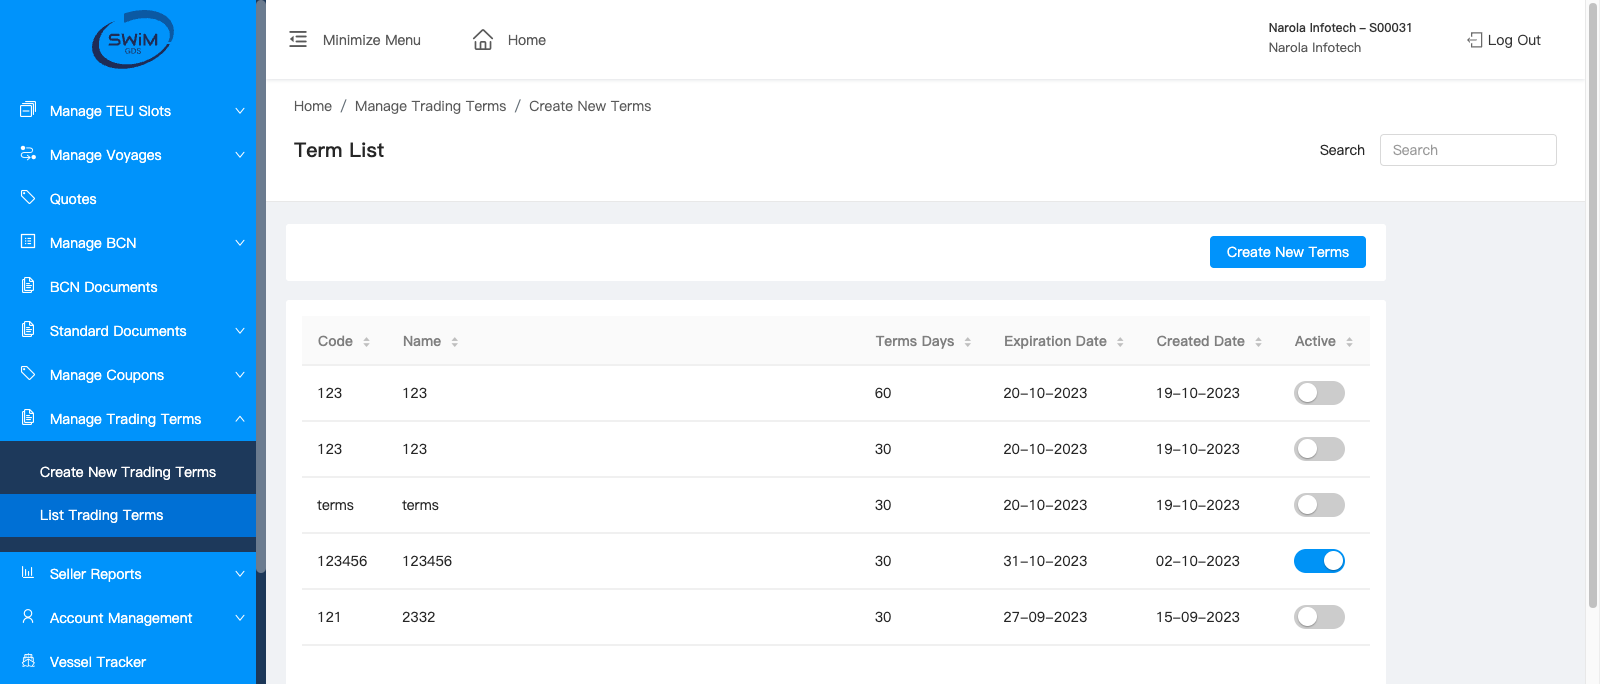 SWiM
GDS
Minimize Menu
Home
Narola Infotech – S00031
Narola Infotech
Log Out
Manage TEU Slots
Manage Voyages
Quotes
Manage BCN
BCN Documents
Standard Documents
Manage Coupons
Manage Trading Terms
Create New Trading Terms
List Trading Terms
Seller Reports
Account Management
Vessel Tracker
Home / Manage Trading Terms / Create New Terms
Term List
Search
Search
Create New Terms
Code Name Terms Days Expiration Date Created Date Active
123 123 60 20-10-2023 19-10-2023
123 123 30 20-10-2023 19-10-2023
terms terms 30 20-10-2023 19-10-2023
123456 123456 30 31-10-2023 02-10-2023
121 2332 30 27-09-2023 15-09-2023